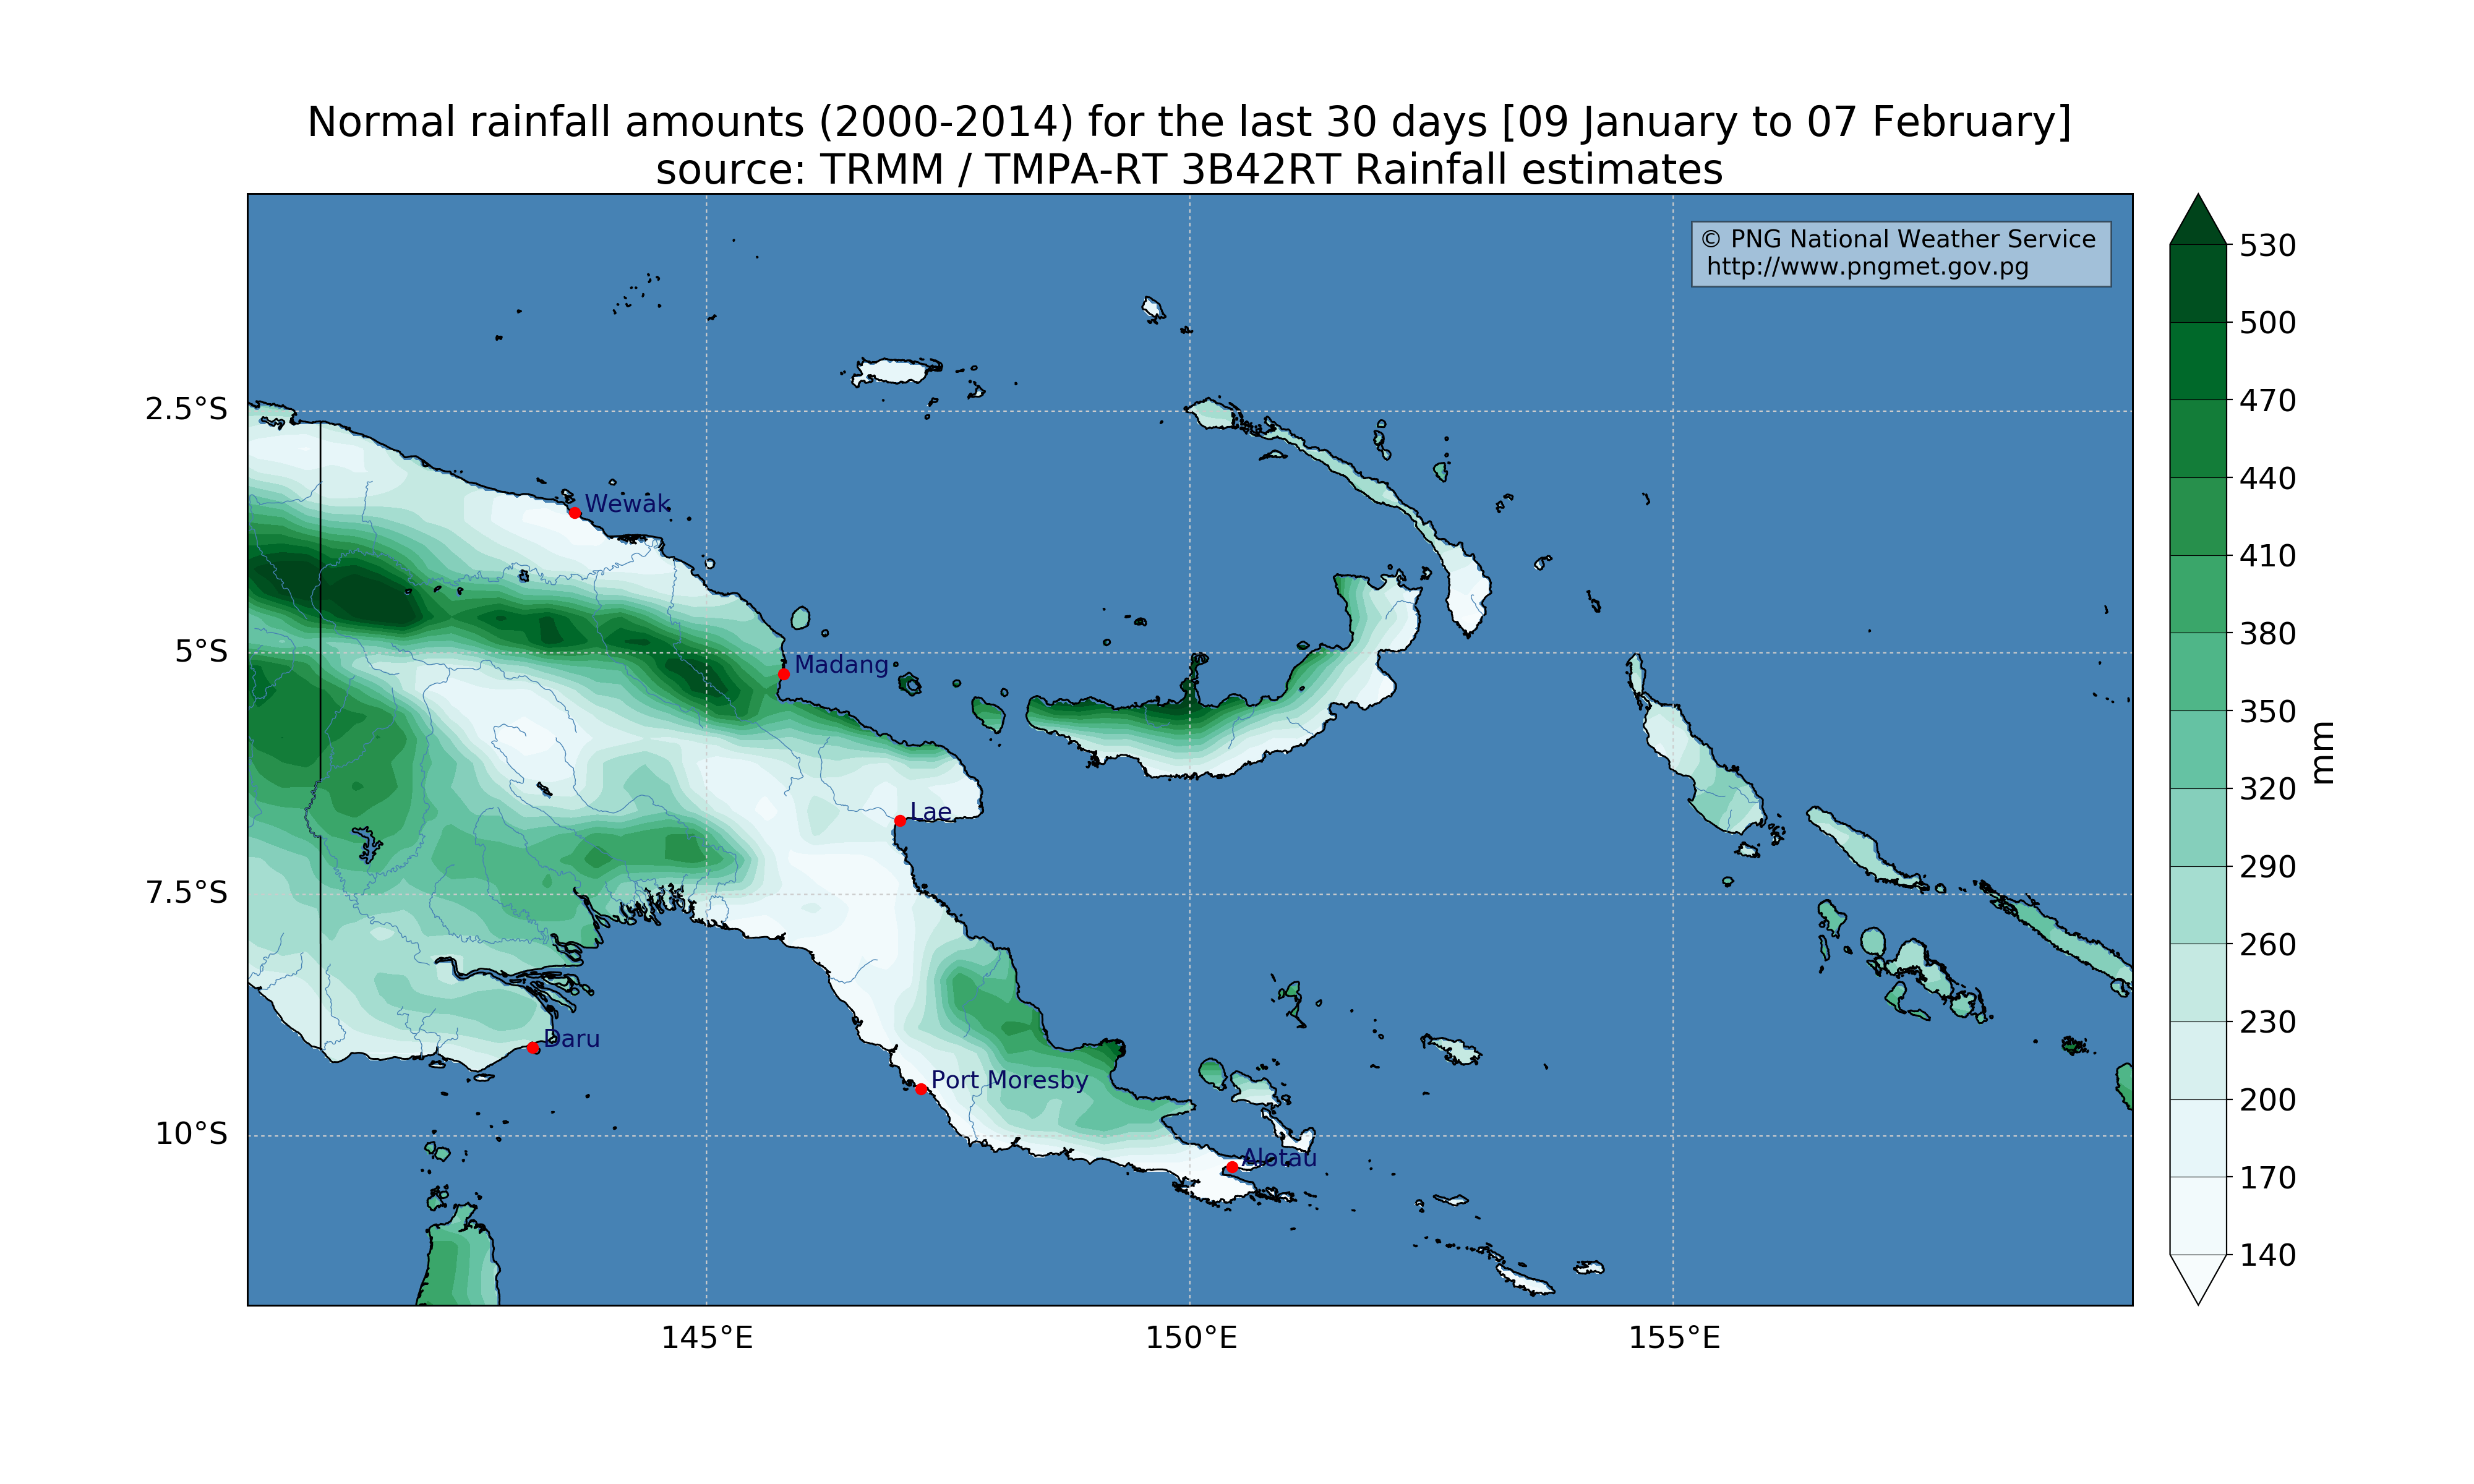 Normal rainfall amounts (2000-2014) for the last 30 days [09 January to 07 February]
source: TRMM / TMPA-RT 3B42RT Rainfall estimates
© PNG National Weather Service
http://www.pngmet.gov.pg
2.5°S
5°S
7.5°S
10°S
145°E
150°E
155°E
Wewak
Madang
Lae
Daru
Port Moresby
Alotau
530
500
470
440
410
380
350
320
290
260
230
200
170
140
mm